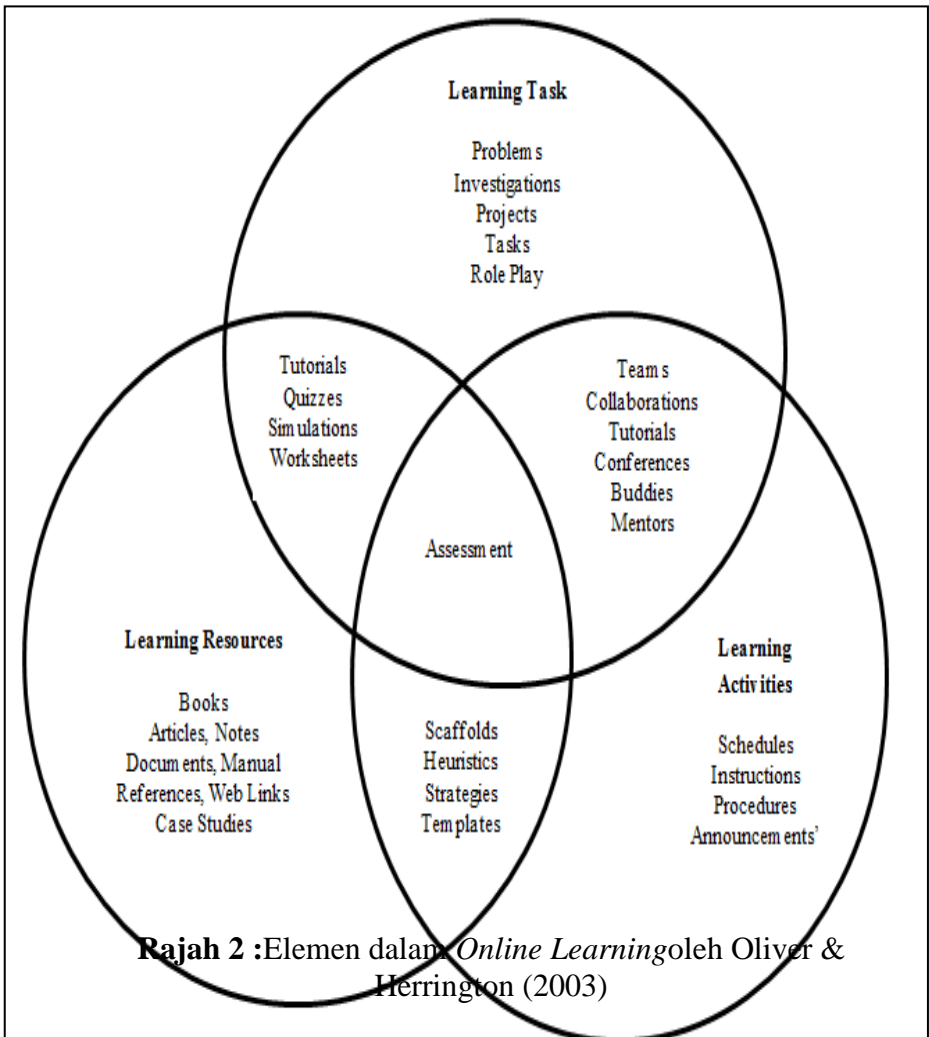 Learning Task
Problems
Investigations
Projects
Tasks
Role Play
Tutorials
Quizzes
Simulations
Worksheets
Teams
Collaborations
Tutorials
Conferences
Buddies
Mentors
Assessment
Learning Resources
Books
Articles, Notes
Documents, Manual
References, Web Links
Case Studies
Scaffolds
Heuristics
Strategies
Templates
Learning
Activities
Schedules
Instructions
Procedures
Announcements’
Rajah 2 :Elemen dalam Online Learningoleh Oliver &
Herrington (2003)